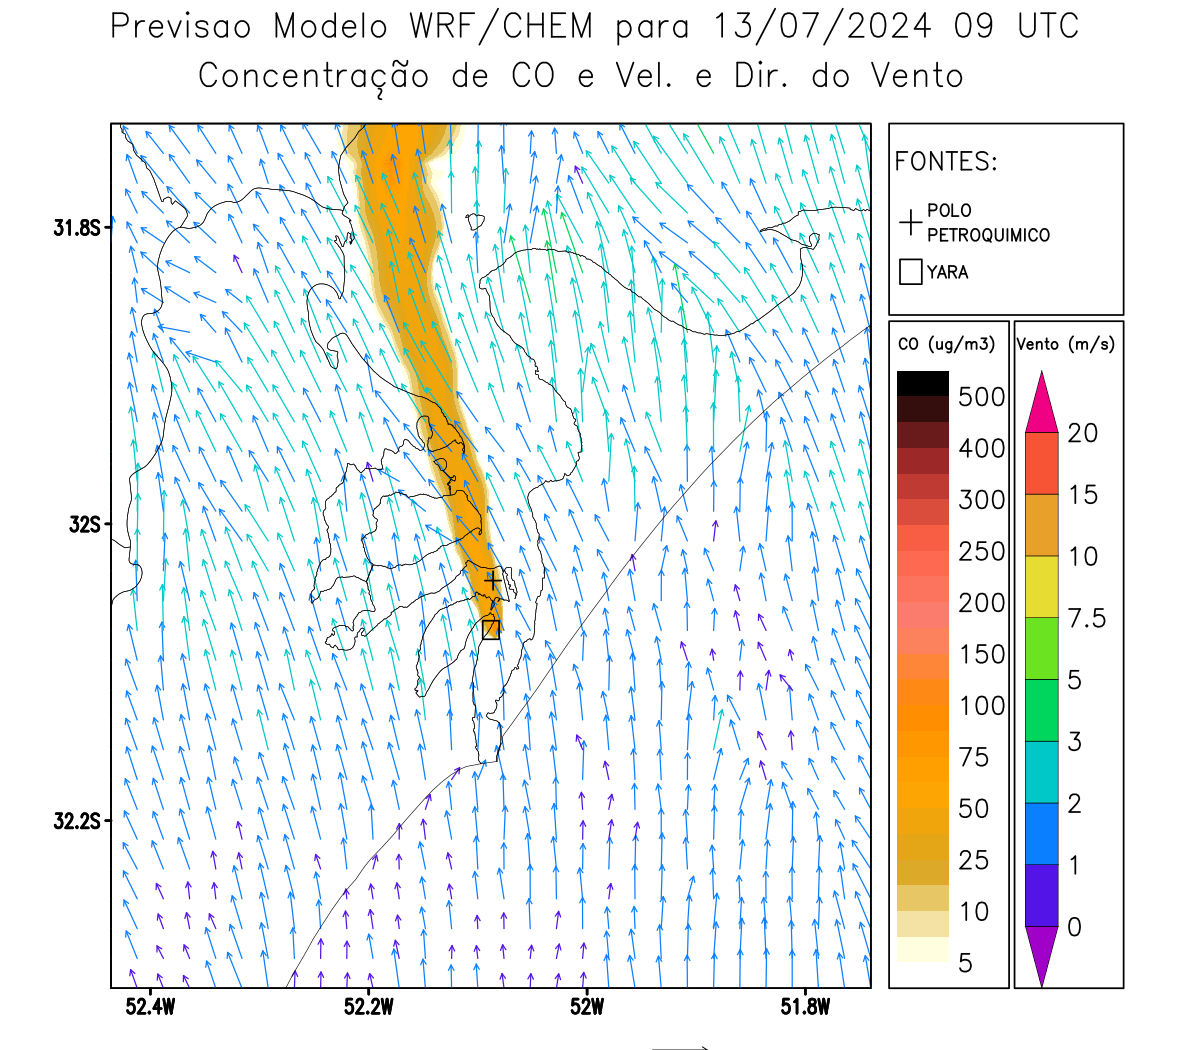 Previsao Modelo WRF/CHEM para 13/07/2024 09 UTC
Concentração de CO e Vel. e Dir. do Vento
FONTES:
POLO
PETROQUIMICO
YARA
CO (ug/m3)
500
400
300
250
200
150
100
75
50
25
10
5
Vento (m/s)
20
15
10
7.5
5
3
2
1
0
31.8S
32S
32.2S
52.4W
52.2W
52W
51.8W